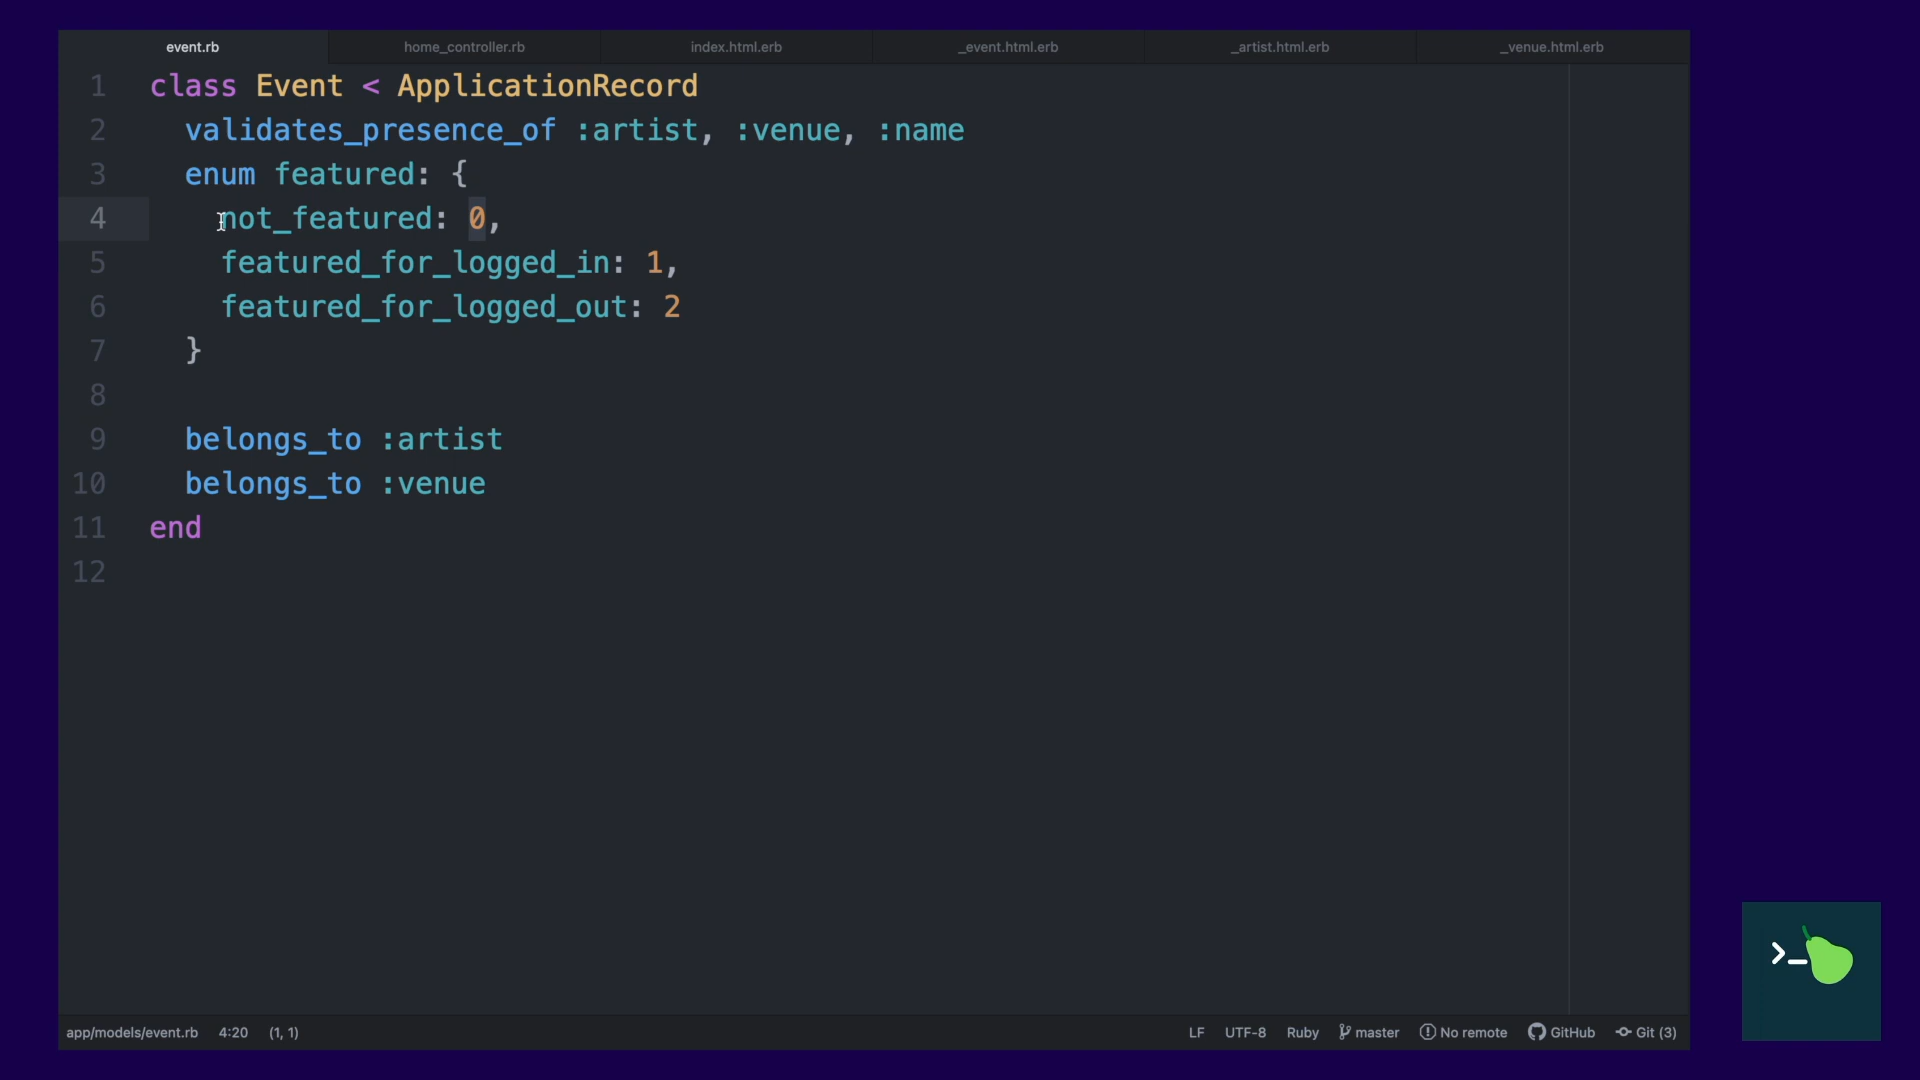 event.rb home_controller.rb index.html.erb _event.html.erb _artist.html.erb _venue.html.erb
1 class Event < ApplicationRecord
2 validates_presence_of :artist, :venue, :name
3 enum featured: {
4 not_featured: 0,
5 featured_for_logged_in: 1,
6 featured_for_logged_out: 2
7 }
8
9 belongs_to :artist
10 belongs_to :venue
11 end
12
app/models/event.rb 4:20 (1, 1) LF UTF-8 Ruby master No remote GitHub Git (3)
>_